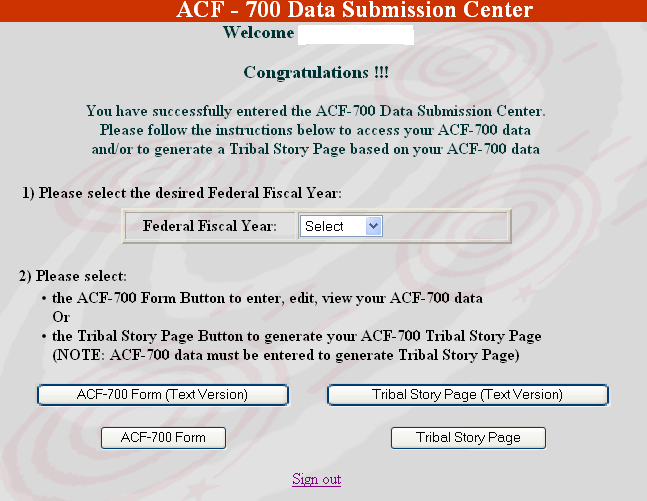 ACF - 700 Data Submission Center
Welcome
Congratulations !!!
You have successfully entered the ACF-700 Data Submission Center.
Please follow the instructions below to access your ACF-700 data
and/or to generate a Tribal Story Page based on your ACF-700 data
1) Please select the desired Federal Fiscal Year:
Federal Fiscal Year: Select
2) Please select:
• the ACF-700 Form Button to enter, edit, view your ACF-700 data
Or
• the Tribal Story Page Button to generate your ACF-700 Tribal Story Page
(NOTE: ACF-700 data must be entered to generate Tribal Story Page)
ACF-700 Form (Text Version) Tribal Story Page (Text Version)
ACF-700 Form Tribal Story Page
Sign out